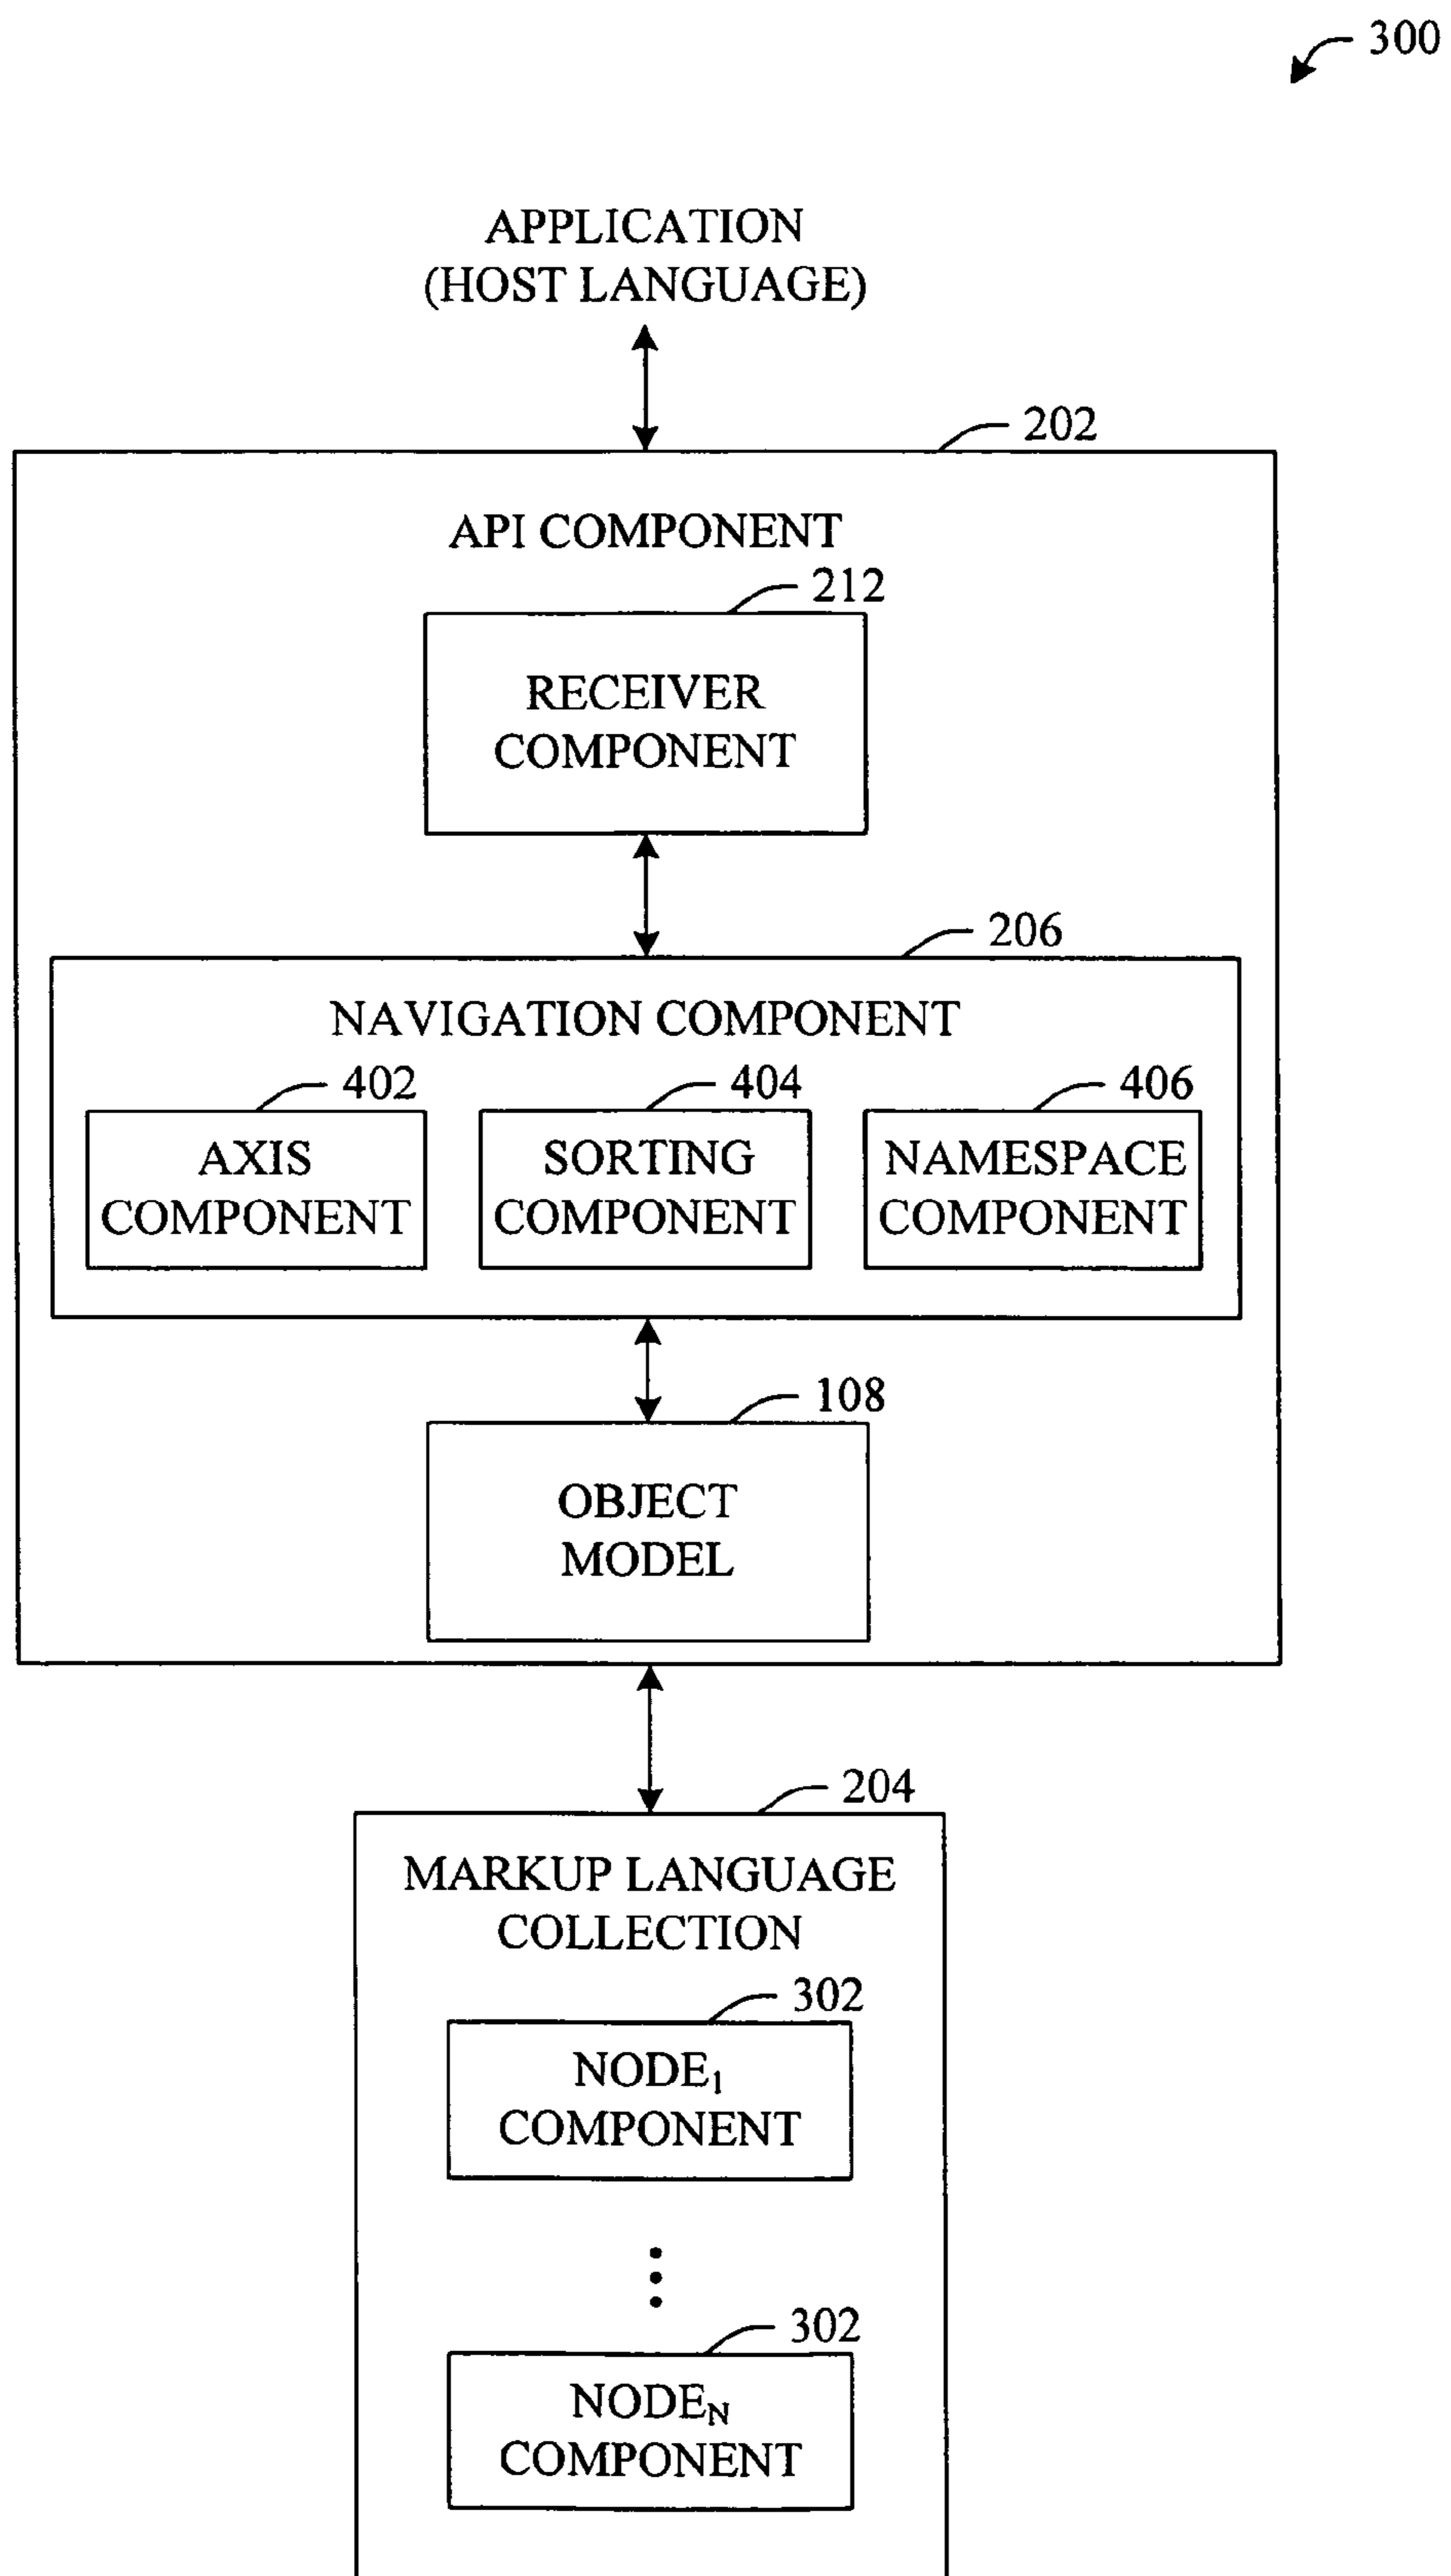 300
APPLICATION
(HOST LANGUAGE)
202
API COMPONENT
212
RECEIVER
COMPONENT
206
NAVIGATION COMPONENT
402
404
406
AXIS
COMPONENT
SORTING
COMPONENT
NAMESPACE
COMPONENT
108
OBJECT
MODEL
204
MARKUP LANGUAGE
COLLECTION
302
NODE₁
COMPONENT
302
NODE_N
COMPONENT